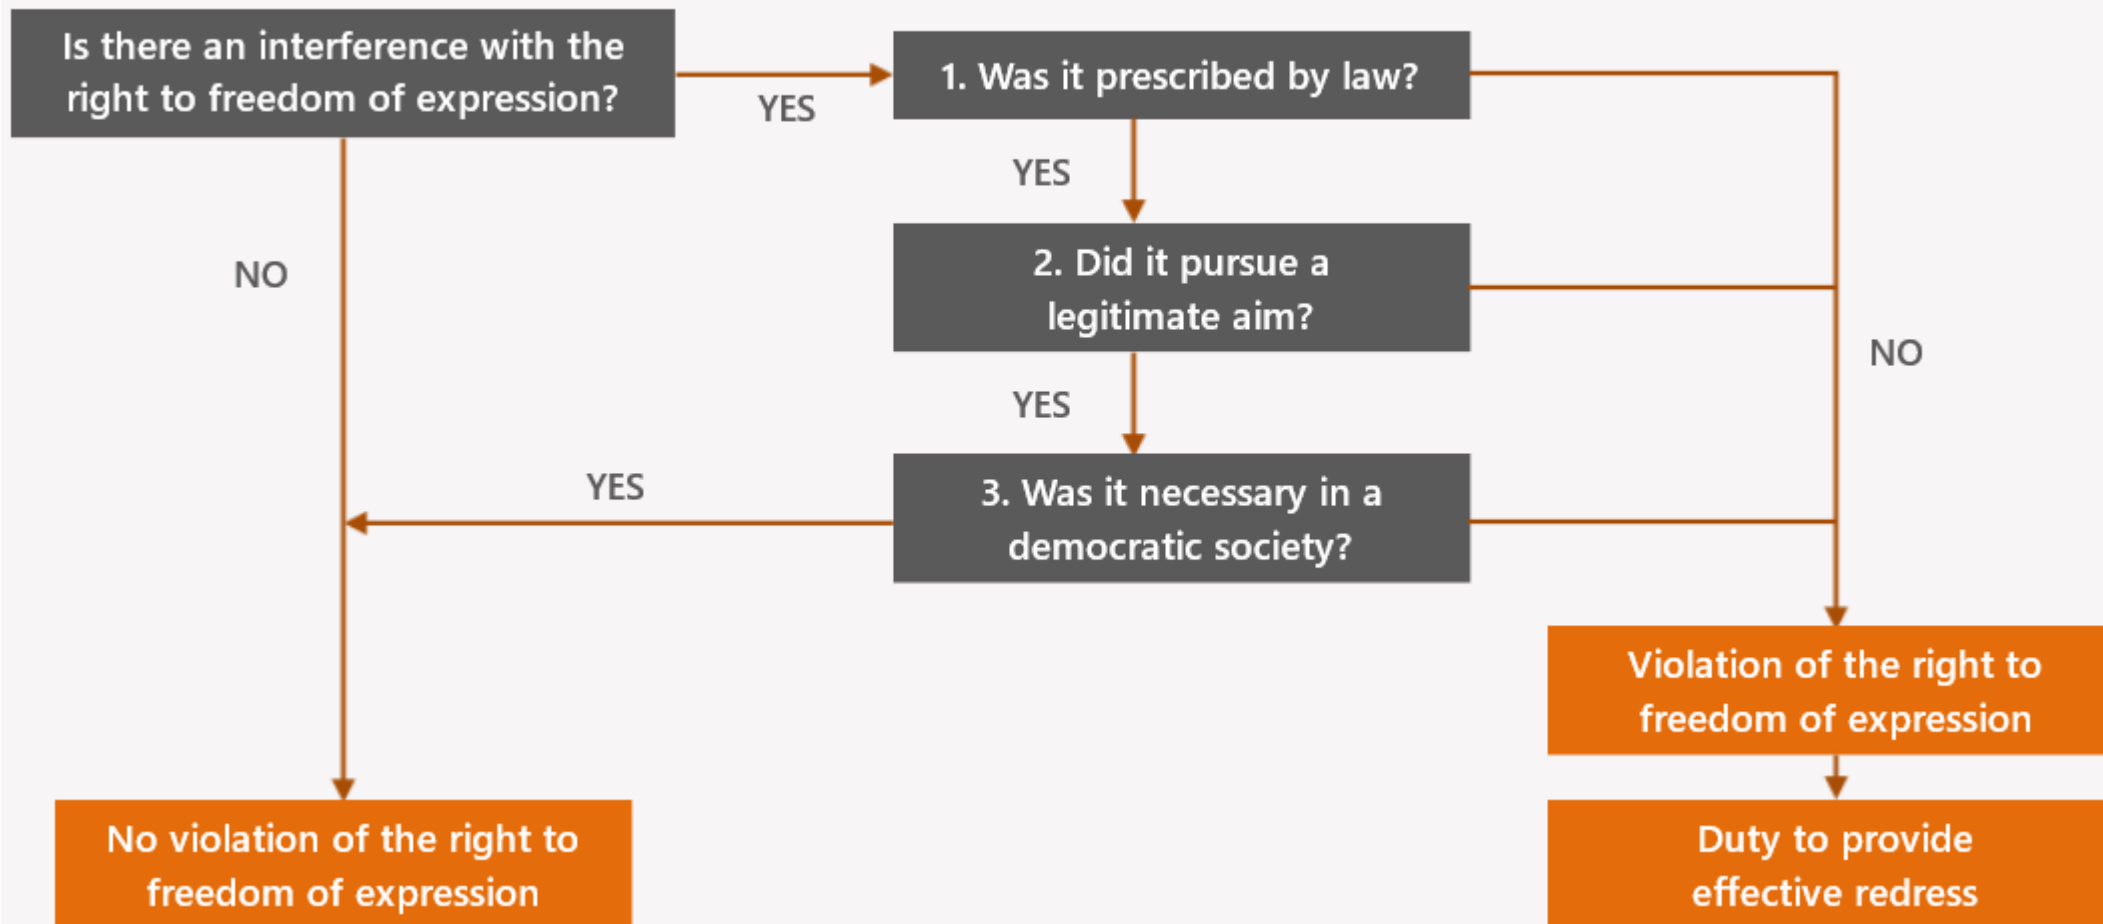 Is there an interference with the
right to freedom of expression?
YES
1. Was it prescribed by law?
YES
2. Did it pursue a
legitimate aim?
NO
NO
YES
3. Was it necessary in a
democratic society?
YES
Violation of the right to
freedom of expression
No violation of the right to
freedom of expression
Duty to provide
effective redress